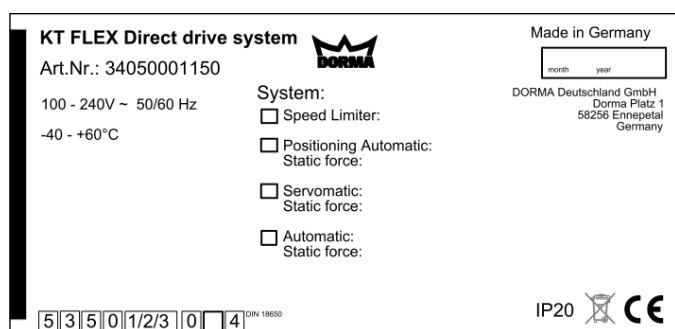 KT FLEX Direct drive system
DORMA
Made in Germany
Art.Nr.: 34050001150
month year
100 - 240V ~ 50/60 Hz
-40 - +60°C
DORMA Deutschland GmbH
Dorma Platz 1
58256 Ennepetal
Germany
System:
Speed Limiter:
Positioning Automatic:
Static force:
Servomatic:
Static force:
Automatic:
Static force:
5 3 5 0 1/2/3 0 4 DIN 18650
IP20 CE